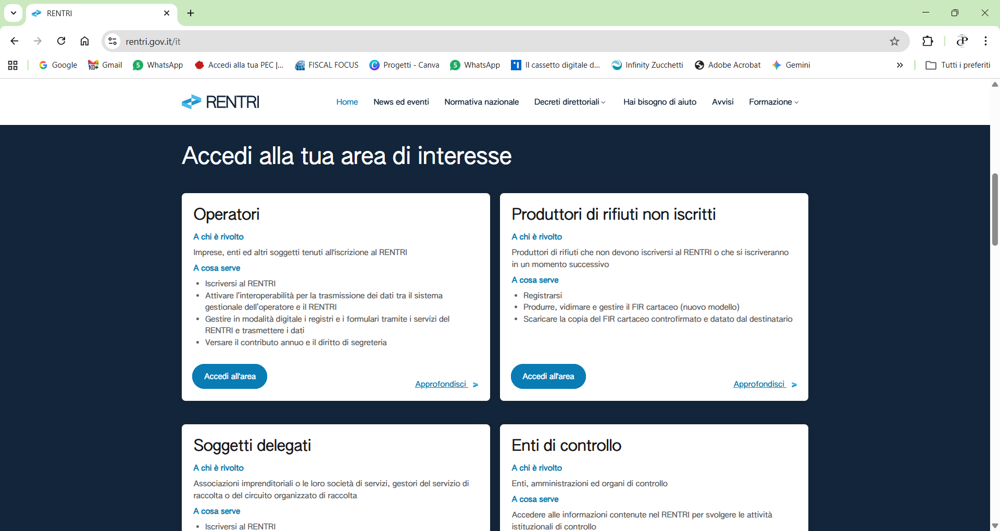 RENTRI
rentri.gov.it/it
Google
Gmail
WhatsApp
Accedi alla tua PEC |...
FISCAL FOCUS
Progetti - Canva
WhatsApp
Il cassetto digitale d...
Infinity Zucchetti
Adobe Acrobat
Gemini
Tutti i preferiti
RENTRI
Home
News ed eventi
Normativa nazionale
Decreti direttoriali
Hai bisogno di aiuto
Avvisi
Formazione
Accedi alla tua area di interesse
Operatori
A chi è rivolto
Imprese, enti ed altri soggetti tenuti all'iscrizione al RENTRI
A cosa serve
• Iscriversi al RENTRI
• Attivare l'interoperabilità per la trasmissione dei dati tra il sistema
gestionale dell'operatore e il RENTRI
• Gestire in modalità digitale i registri e i formulari tramite i servizi del
RENTRI e trasmettere i dati
• Versare il contributo annuo e il diritto di segreteria
Accedi all'area
Approfondisci
Produttori di rifiuti non iscritti
A chi è rivolto
Produttori di rifiuti che non devono iscriversi al RENTRI o che si iscriveranno
in un momento successivo
A cosa serve
• Registrarsi
• Produrre, vidimare e gestire il FIR cartaceo (nuovo modello)
• Scaricare la copia del FIR cartaceo controfirmato e datato dal destinatario
Accedi all'area
Approfondisci
Soggetti delegati
A chi è rivolto
Associazioni imprenditoriali o le loro società di servizi, gestori del servizio di
raccolta o del circuito organizzato di raccolta
A cosa serve
• Iscriversi al RENTRI
Enti di controllo
A chi è rivolto
Enti, amministrazioni ed organi di controllo
A cosa serve
Accedere alle informazioni contenute nel RENTRI per svolgere le attività
istituzionali di controllo